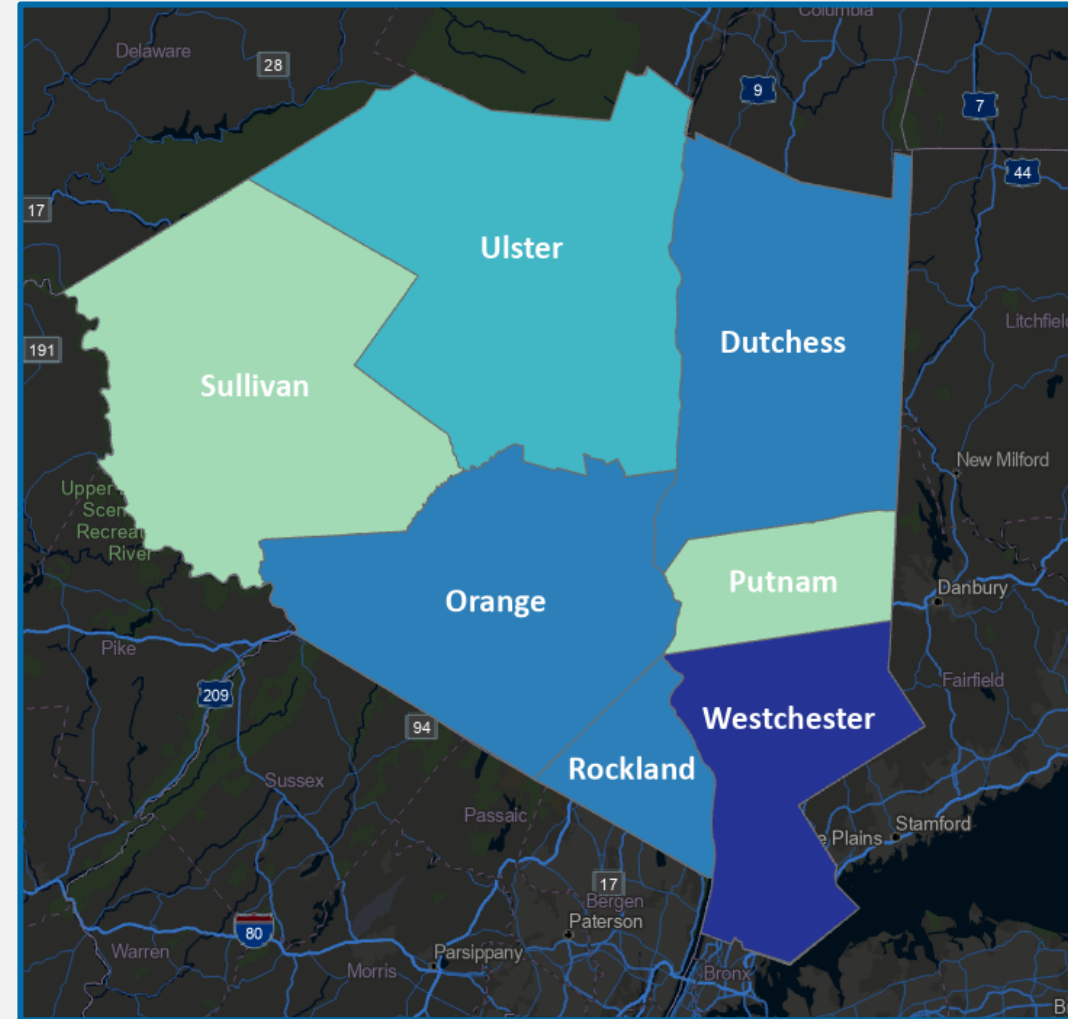 Columbia
Delaware
28
9
7
44
17
Ulster
Litchfield
Dutchess
191
Sullivan
New Milford
Upper
Scen
Recreat
River
Putnam
Danbury
Orange
Pike
Fairfield
209
Westchester
94
Rockland
Sussex
Passaic
Stamford
e Plains
17
Bergen
Paterson
80
Warren
Parsippany
Morris
Bronx